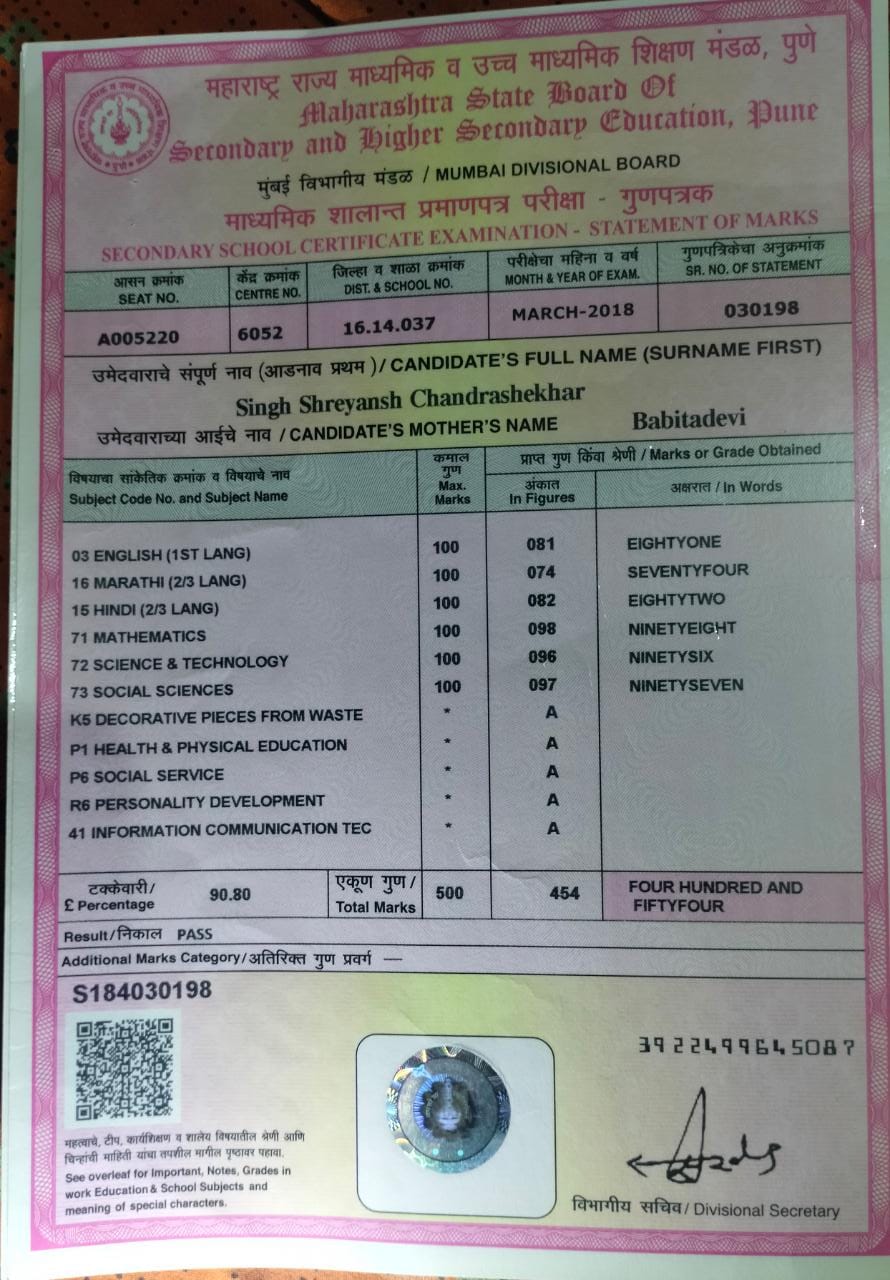 महाराष्ट्र राज्य माध्यमिक व उच्च माध्यमिक शिक्षण मंडळ, पुणे
Maharashtra State Board Of
Secondary and Higher Secondary Education, Pune
मुंबई विभागीय मंडळ / MUMBAI DIVISIONAL BOARD
माध्यमिक शालान्त प्रमाणपत्र परीक्षा - गुणपत्रक
SECONDARY SCHOOL CERTIFICATE EXAMINATION - STATEMENT OF MARKS
आसन क्रमांक केंद्र क्रमांक जिल्हा व शाळा क्रमांक परीक्षेचा महिना व वर्ष गुणपत्रिकेचा अनुक्रमांक
SEAT NO. CENTRE NO. DIST. & SCHOOL NO. MONTH & YEAR OF EXAM. SR. NO. OF STATEMENT
A005220 6052 16.14.037 MARCH-2018 030198
उमेदवाराचे संपूर्ण नाव (आडनाव प्रथम )/ CANDIDATE'S FULL NAME (SURNAME FIRST)
Singh Shreyansh Chandrashekhar
उमेदवाराच्या आईचे नाव / CANDIDATE'S MOTHER'S NAME Babitadevi
विषयाचा सांकेतिक क्रमांक व विषयाचे नाव
Subject Code No. and Subject Name
कमाल
गुण
Max.
Marks
प्राप्त गुण किंवा श्रेणी / Marks or Grade Obtained
अंकात
In Figures
अक्षरात / In Words
03 ENGLISH (1ST LANG) 100 081 EIGHTYONE
16 MARATHI (2/3 LANG) 100 074 SEVENTYFOUR
15 HINDI (2/3 LANG) 100 082 EIGHTYTWO
71 MATHEMATICS 100 098 NINETYEIGHT
72 SCIENCE & TECHNOLOGY 100 096 NINETYSIX
73 SOCIAL SCIENCES 100 097 NINETYSEVEN
K5 DECORATIVE PIECES FROM WASTE * A
P1 HEALTH & PHYSICAL EDUCATION * A
P6 SOCIAL SERVICE * A
R6 PERSONALITY DEVELOPMENT * A
41 INFORMATION COMMUNICATION TEC * A
टक्केवारी/
£ Percentage
90.80
एकूण गुण/
Total Marks
500 454
FOUR HUNDRED AND
FIFTYFOUR
Result/निकाल PASS
Additional Marks Category/अतिरिक्त गुण प्रवर्ग —
S184030198
3922499645087
महत्वाचे, टीप, कार्यशिक्षण व शालेय विषयातील श्रेणी आणि
चिन्हांची माहिती यांचा तपशील मागील पृष्ठावर पहावा.
See overleaf for Important, Notes, Grades in
work Education & School Subjects and
meaning of special characters.
विभागीय सचिव/ Divisional Secretary